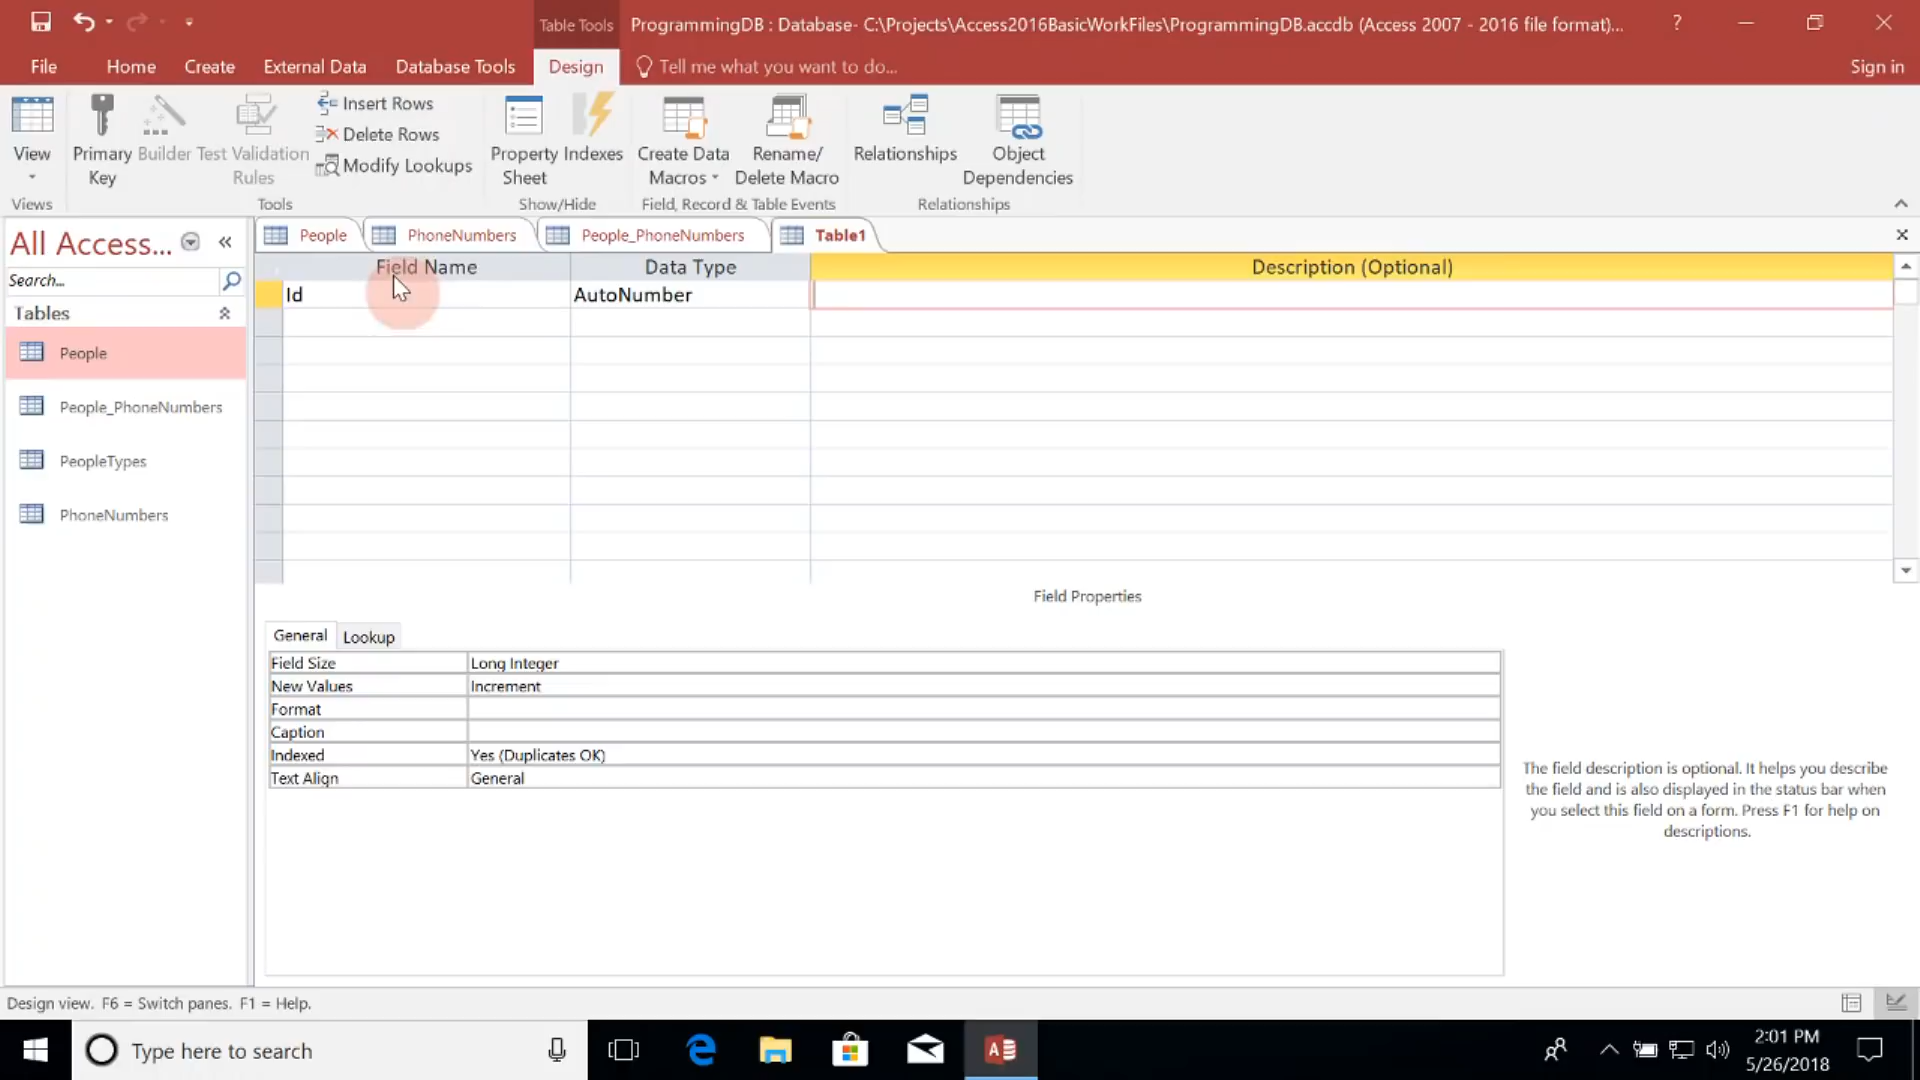 Table Tools
ProgrammingDB : Database- C:\Projects\Access2016BasicWorkFiles\ProgrammingDB.accdb (Access 2007 - 2016 file format)...
?
File
Home
Create
External Data
Database Tools
Design
Tell me what you want to do...
Sign in
View
Primary Key
Builder
Test Validation Rules
Insert Rows
Delete Rows
Modify Lookups
Property Sheet
Indexes
Create Data Macros
Rename/ Delete Macro
Relationships
Object Dependencies
Views
Tools
Show/Hide
Field, Record & Table Events
Relationships
All Access...
Search...
Tables
People
People_PhoneNumbers
PeopleTypes
PhoneNumbers
People
PhoneNumbers
People_PhoneNumbers
Table1
Field Name
Data Type
Description (Optional)
Id
AutoNumber
Field Properties
General
Lookup
Field Size
Long Integer
New Values
Increment
Format
Caption
Indexed
Yes (Duplicates OK)
Text Align
General
The field description is optional. It helps you describe
the field and is also displayed in the status bar when
you select this field on a form. Press F1 for help on
descriptions.
Design view.  F6 = Switch panes.  F1 = Help.
Type here to search
2:01 PM
5/26/2018